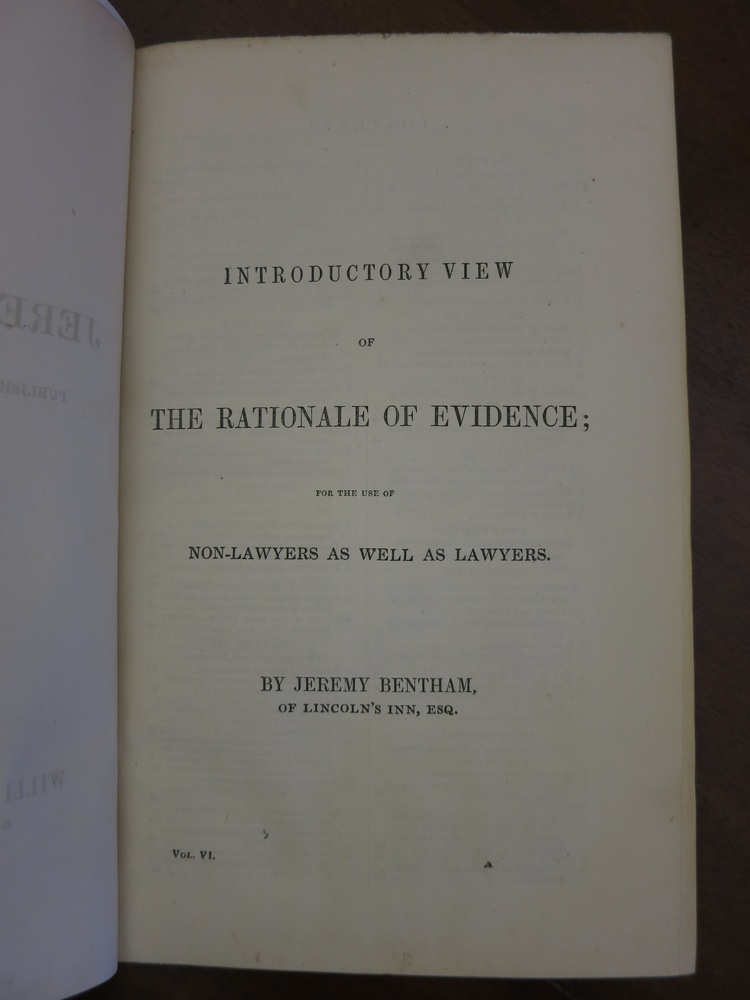 INTRODUCTORY VIEW
OF
THE RATIONALE OF EVIDENCE;
FOR THE USE OF
NON-LAWYERS AS WELL AS LAWYERS.
BY JEREMY BENTHAM,
OF LINCOLN'S INN, ESQ.
VOL. VI.
A